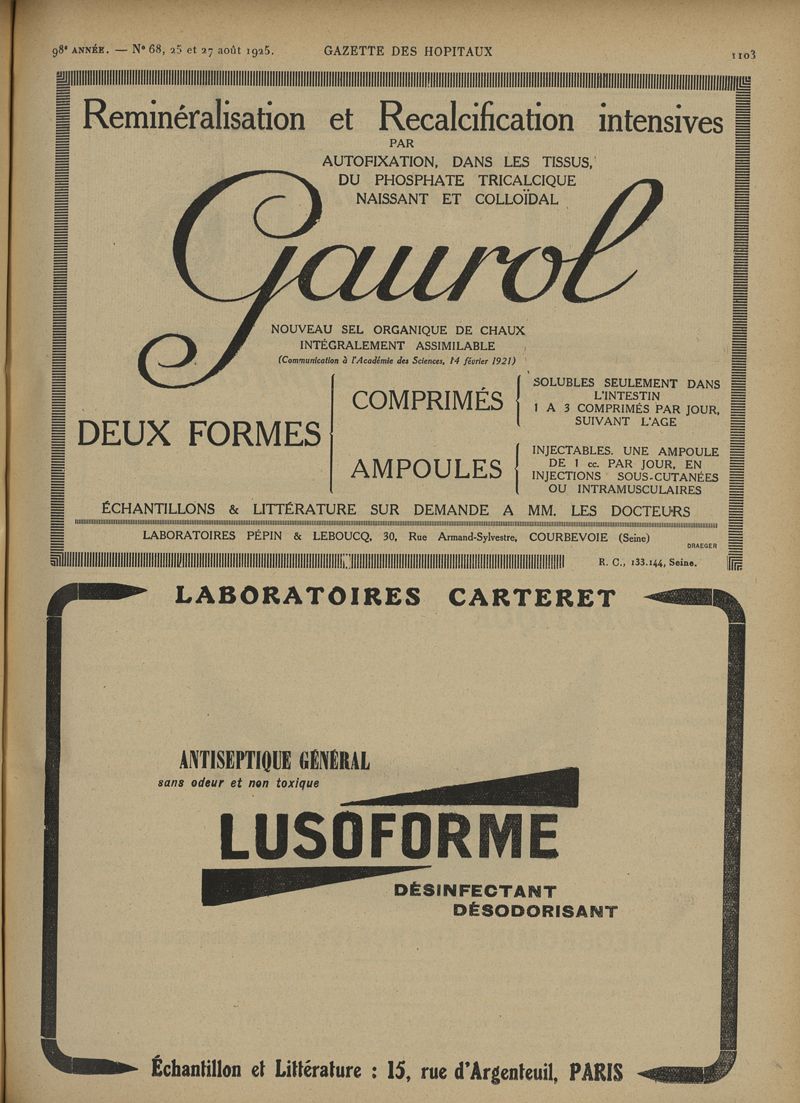 98e ANNÉE. — No 68, 25 et 27 août 1925. GAZETTE DES HOPITAUX 1103
Reminéralisation et Recalcification intensives
PAR
AUTOFIXATION, DANS LES TISSUS,
DU PHOSPHATE TRICALCIQUE
NAISSANT ET COLLOÏDAL
Gaurol
NOUVEAU SEL ORGANIQUE DE CHAUX
INTÉGRALEMENT ASSIMILABLE
(Communication à l'Académie des Sciences, 14 février 1921)
DEUX FORMES
COMPRIMÉS
SOLUBLES SEULEMENT DANS
L'INTESTIN
1 A 3 COMPRIMÉS PAR JOUR,
SUIVANT L'AGE
AMPOULES
INJECTABLES. UNE AMPOULE
DE 1 cc. PAR JOUR, EN
INJECTIONS SOUS-CUTANÉES
OU INTRAMUSCULAIRES
ÉCHANTILLONS & LITTÉRATURE SUR DEMANDE A MM. LES DOCTEURS
LABORATOIRES PÉPIN & LEBOUCQ, 30, Rue Armand-Sylvestre, COURBEVOIE (Seine)
DRAEGER
R. C., 133.144, Seine.
LABORATOIRES CARTERET
ANTISEPTIQUE GÉNÉRAL
sans odeur et non toxique
LUSOFORME
DÉSINFECTANT
DÉSODORISANT
Échantillon et Littérature : 15, rue d'Argenteuil, PARIS